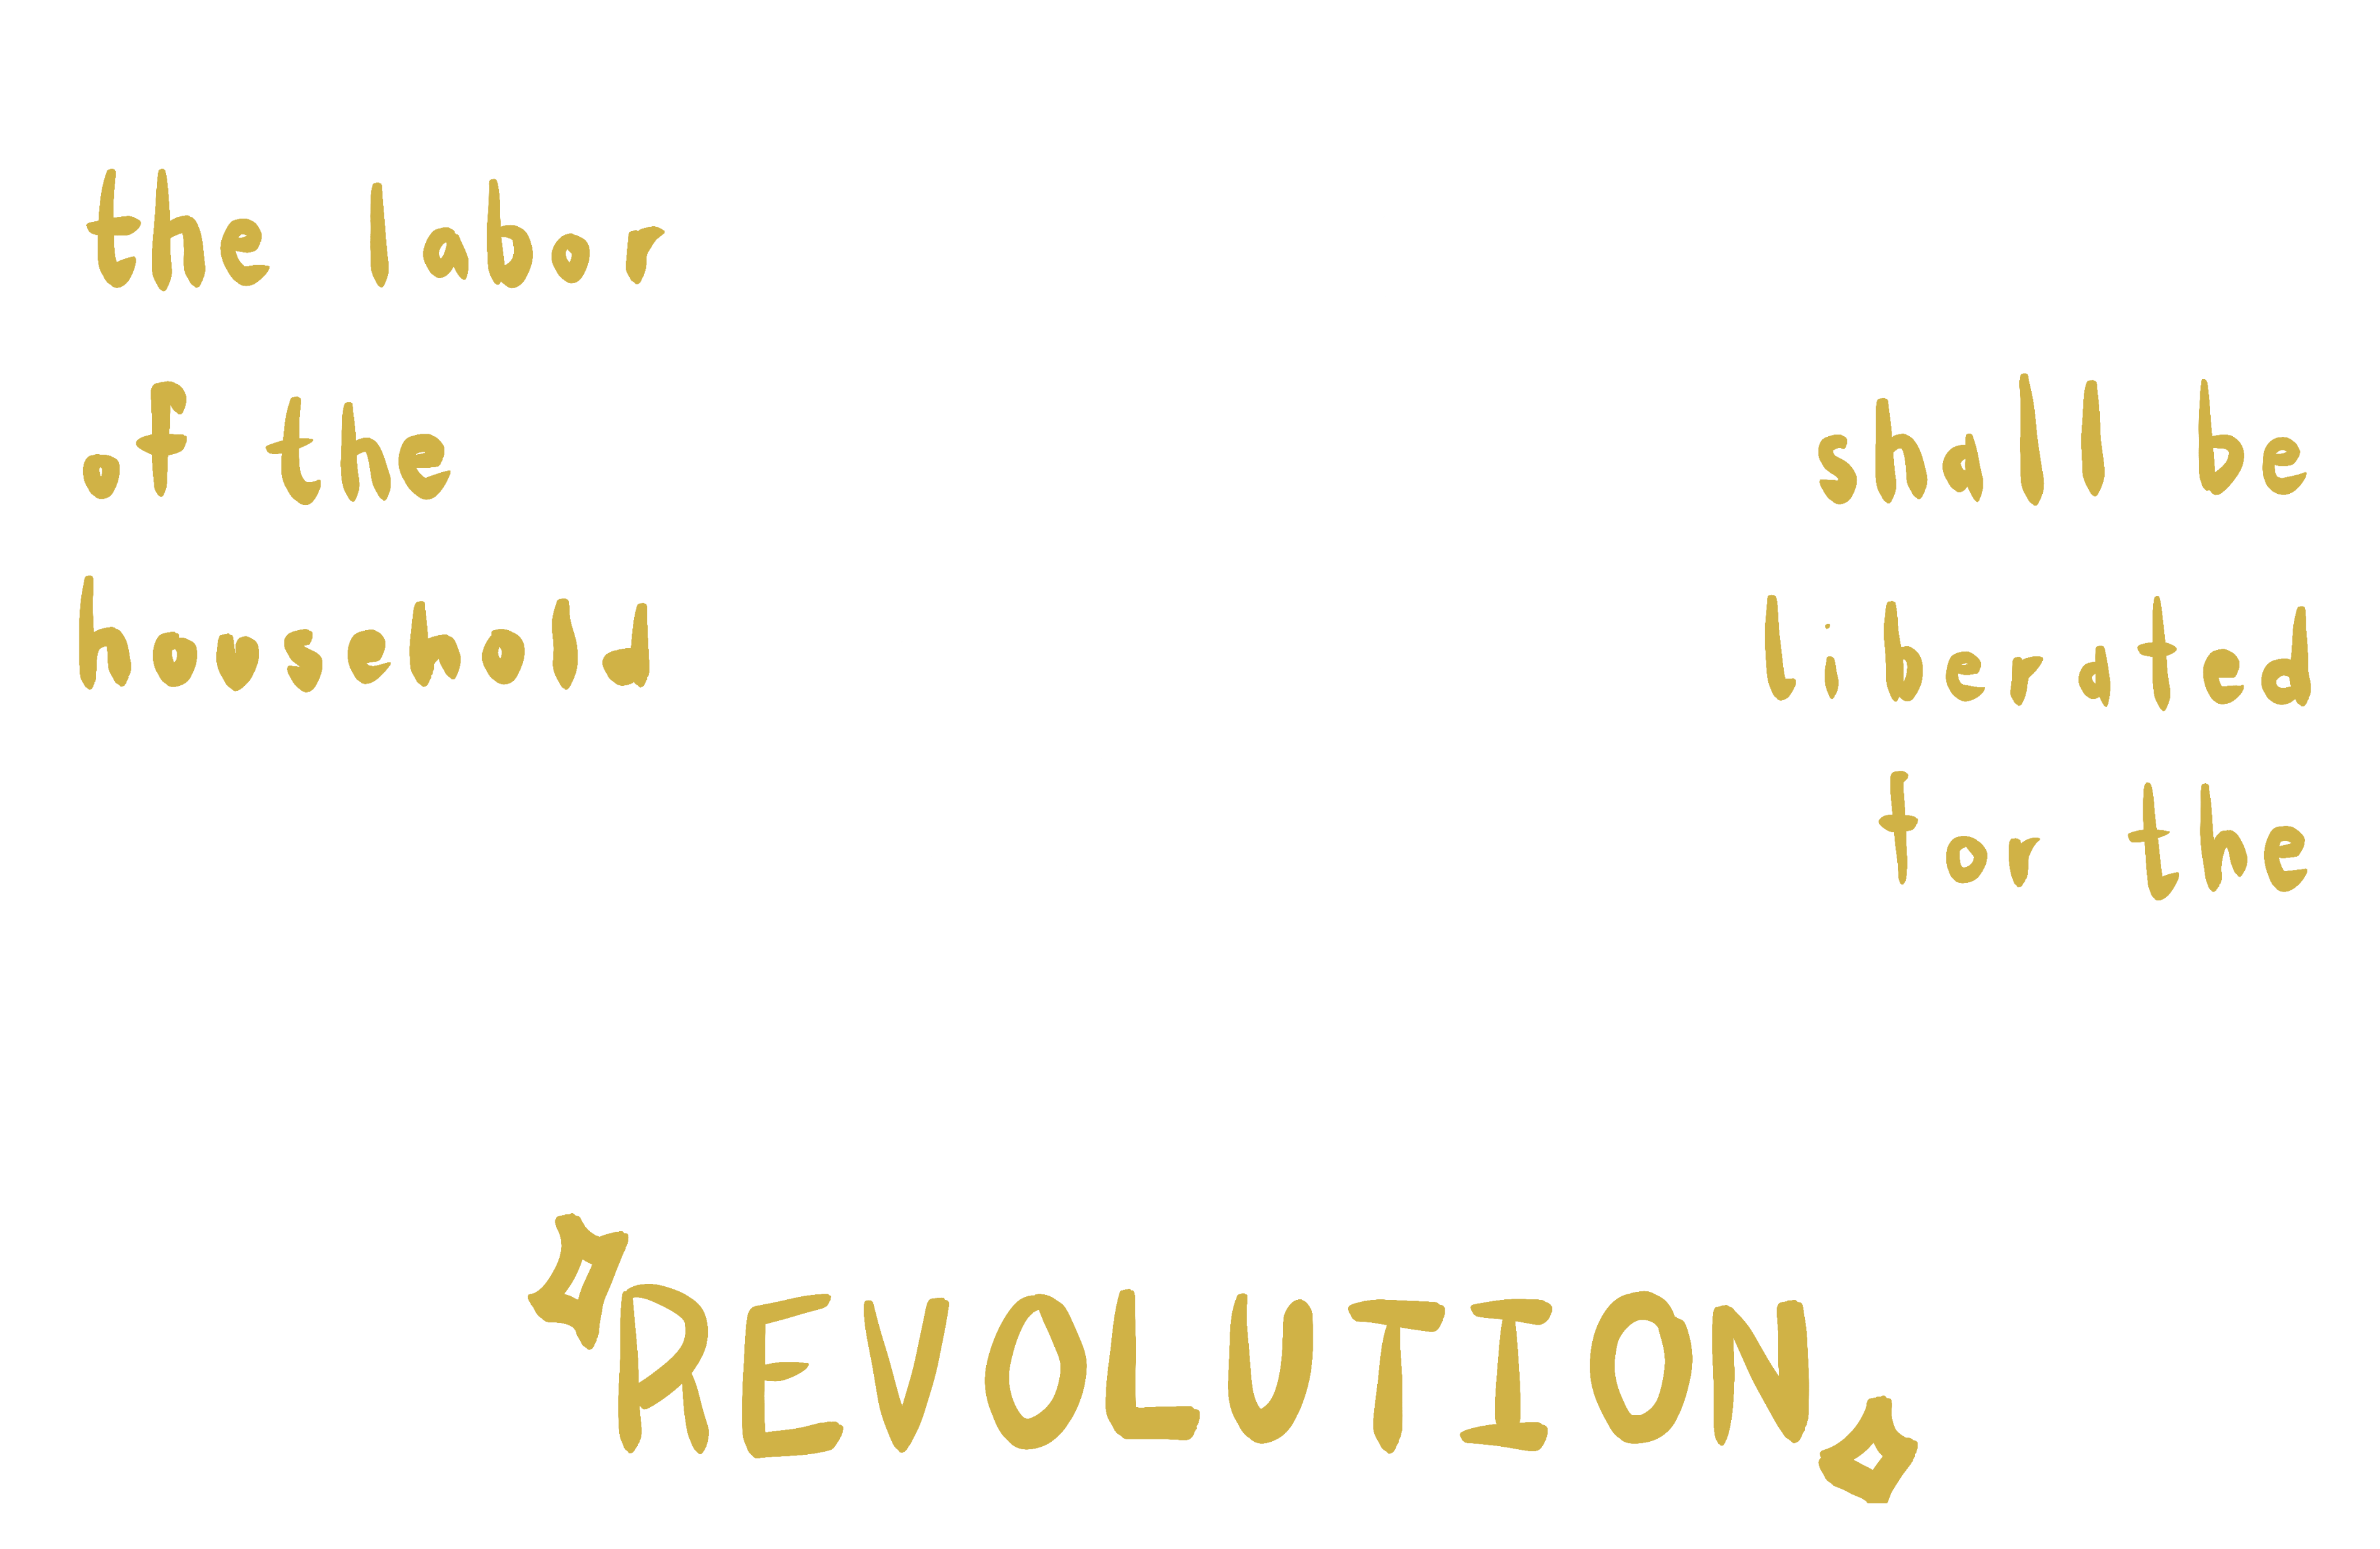 the labor
of the
household
shall be
liberated
for the
REVOLUTION